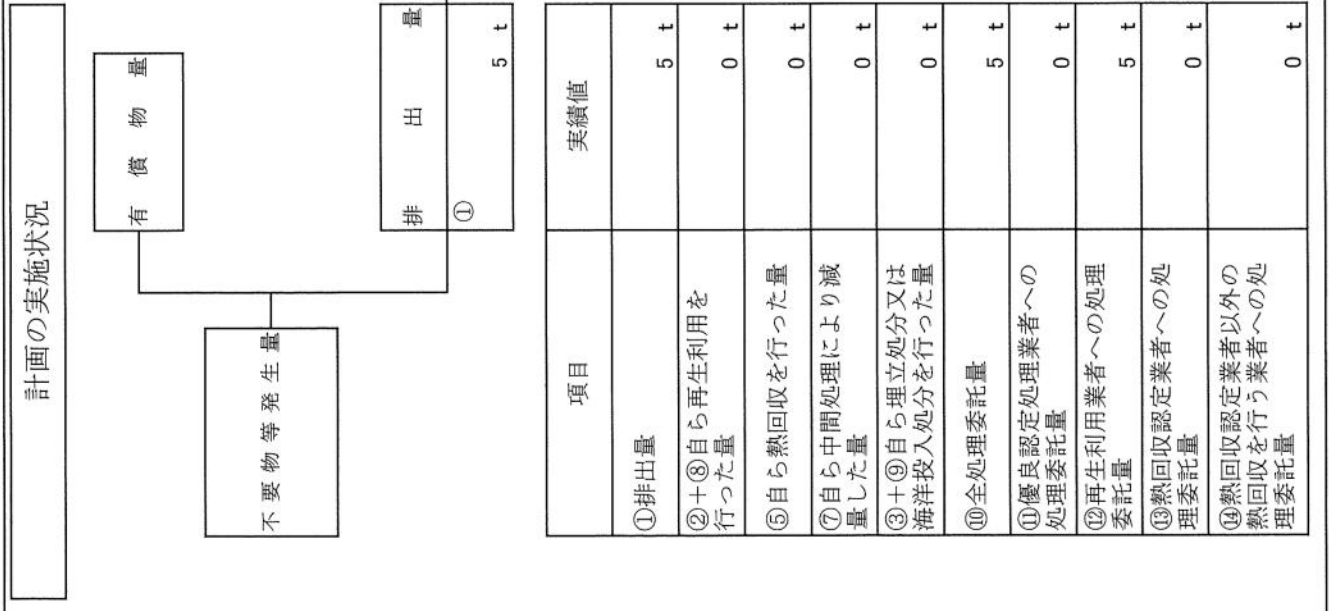 計画の実施状況
有償物量
不要物等発生量
排出量
①
5 t
項目 実績値
①排出量 5 t
②+⑧自ら再生利用を
行った量 0 t
⑤自ら熱回収を行った量 0 t
⑦自ら中間処理により減
量した量 0 t
③+⑨自ら埋立処分又は
海洋投入処分を行った量 0 t
⑩全処理委託量 5 t
⑪優良認定処理業者への
処理委託量 0 t
⑫再生利用業者への処理
委託量 5 t
⑬熱回収認定業者への処
理委託量 0 t
⑭熱回収認定業者以外の
熱回収を行う業者への処
理委託量 0 t